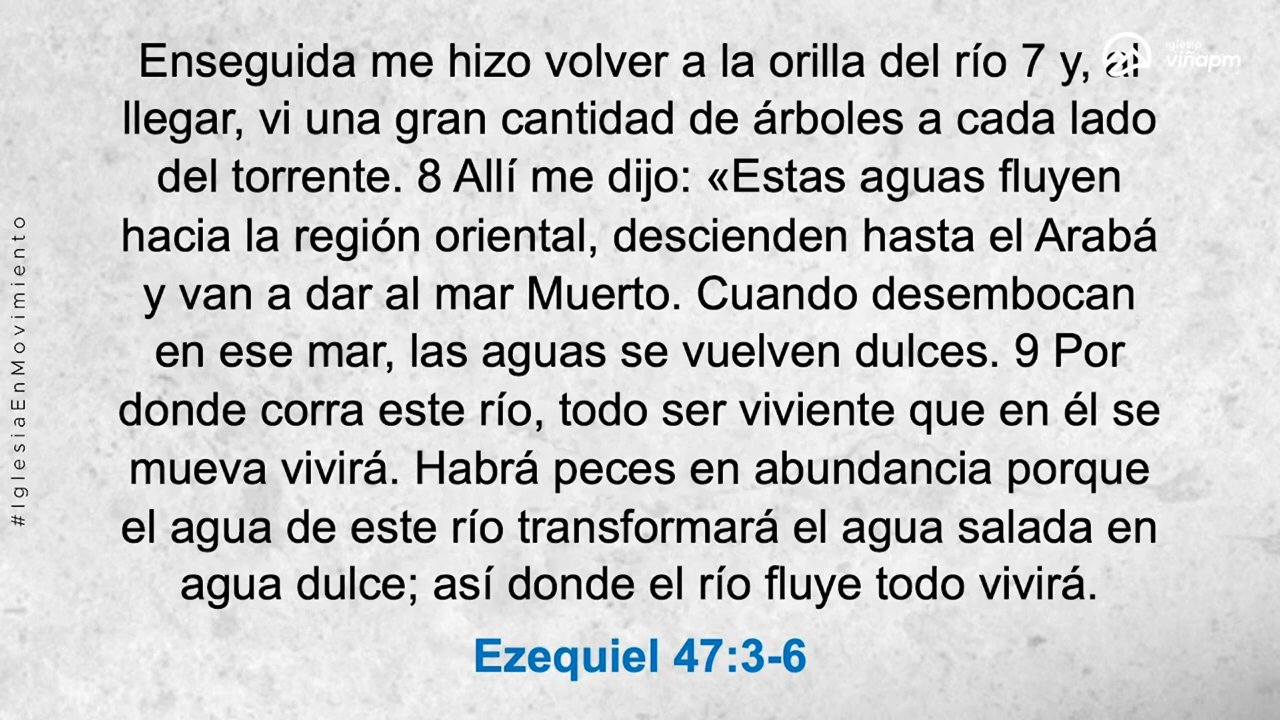 Enseguida me hizo volver a la orilla del río 7 y, al
llegar, vi una gran cantidad de árboles a cada lado
del torrente. 8 Allí me dijo: «Estas aguas fluyen
hacia la región oriental, descienden hasta el Arabá
y van a dar al mar Muerto. Cuando desembocan
en ese mar, las aguas se vuelven dulces. 9 Por
donde corra este río, todo ser viviente que en él se
mueva vivirá. Habrá peces en abundancia porque
el agua de este río transformará el agua salada en
agua dulce; así donde el río fluye todo vivirá.
Ezequiel 47:3-6
#IglesiaEnMovimiento
iglesia
viñapm